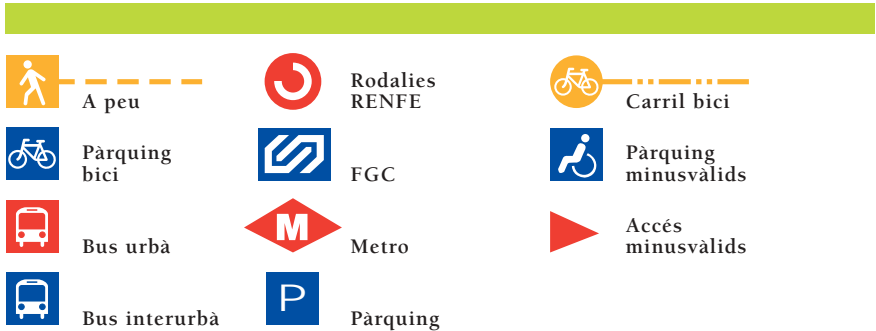 A peu
Pàrquing
bici
Bus urbà
Bus interurbà
Rodalies
RENFE
FGC
M
Metro
P
Pàrquing
Carril bici
Pàrquing
minusvàlids
Accés
minusvàlids